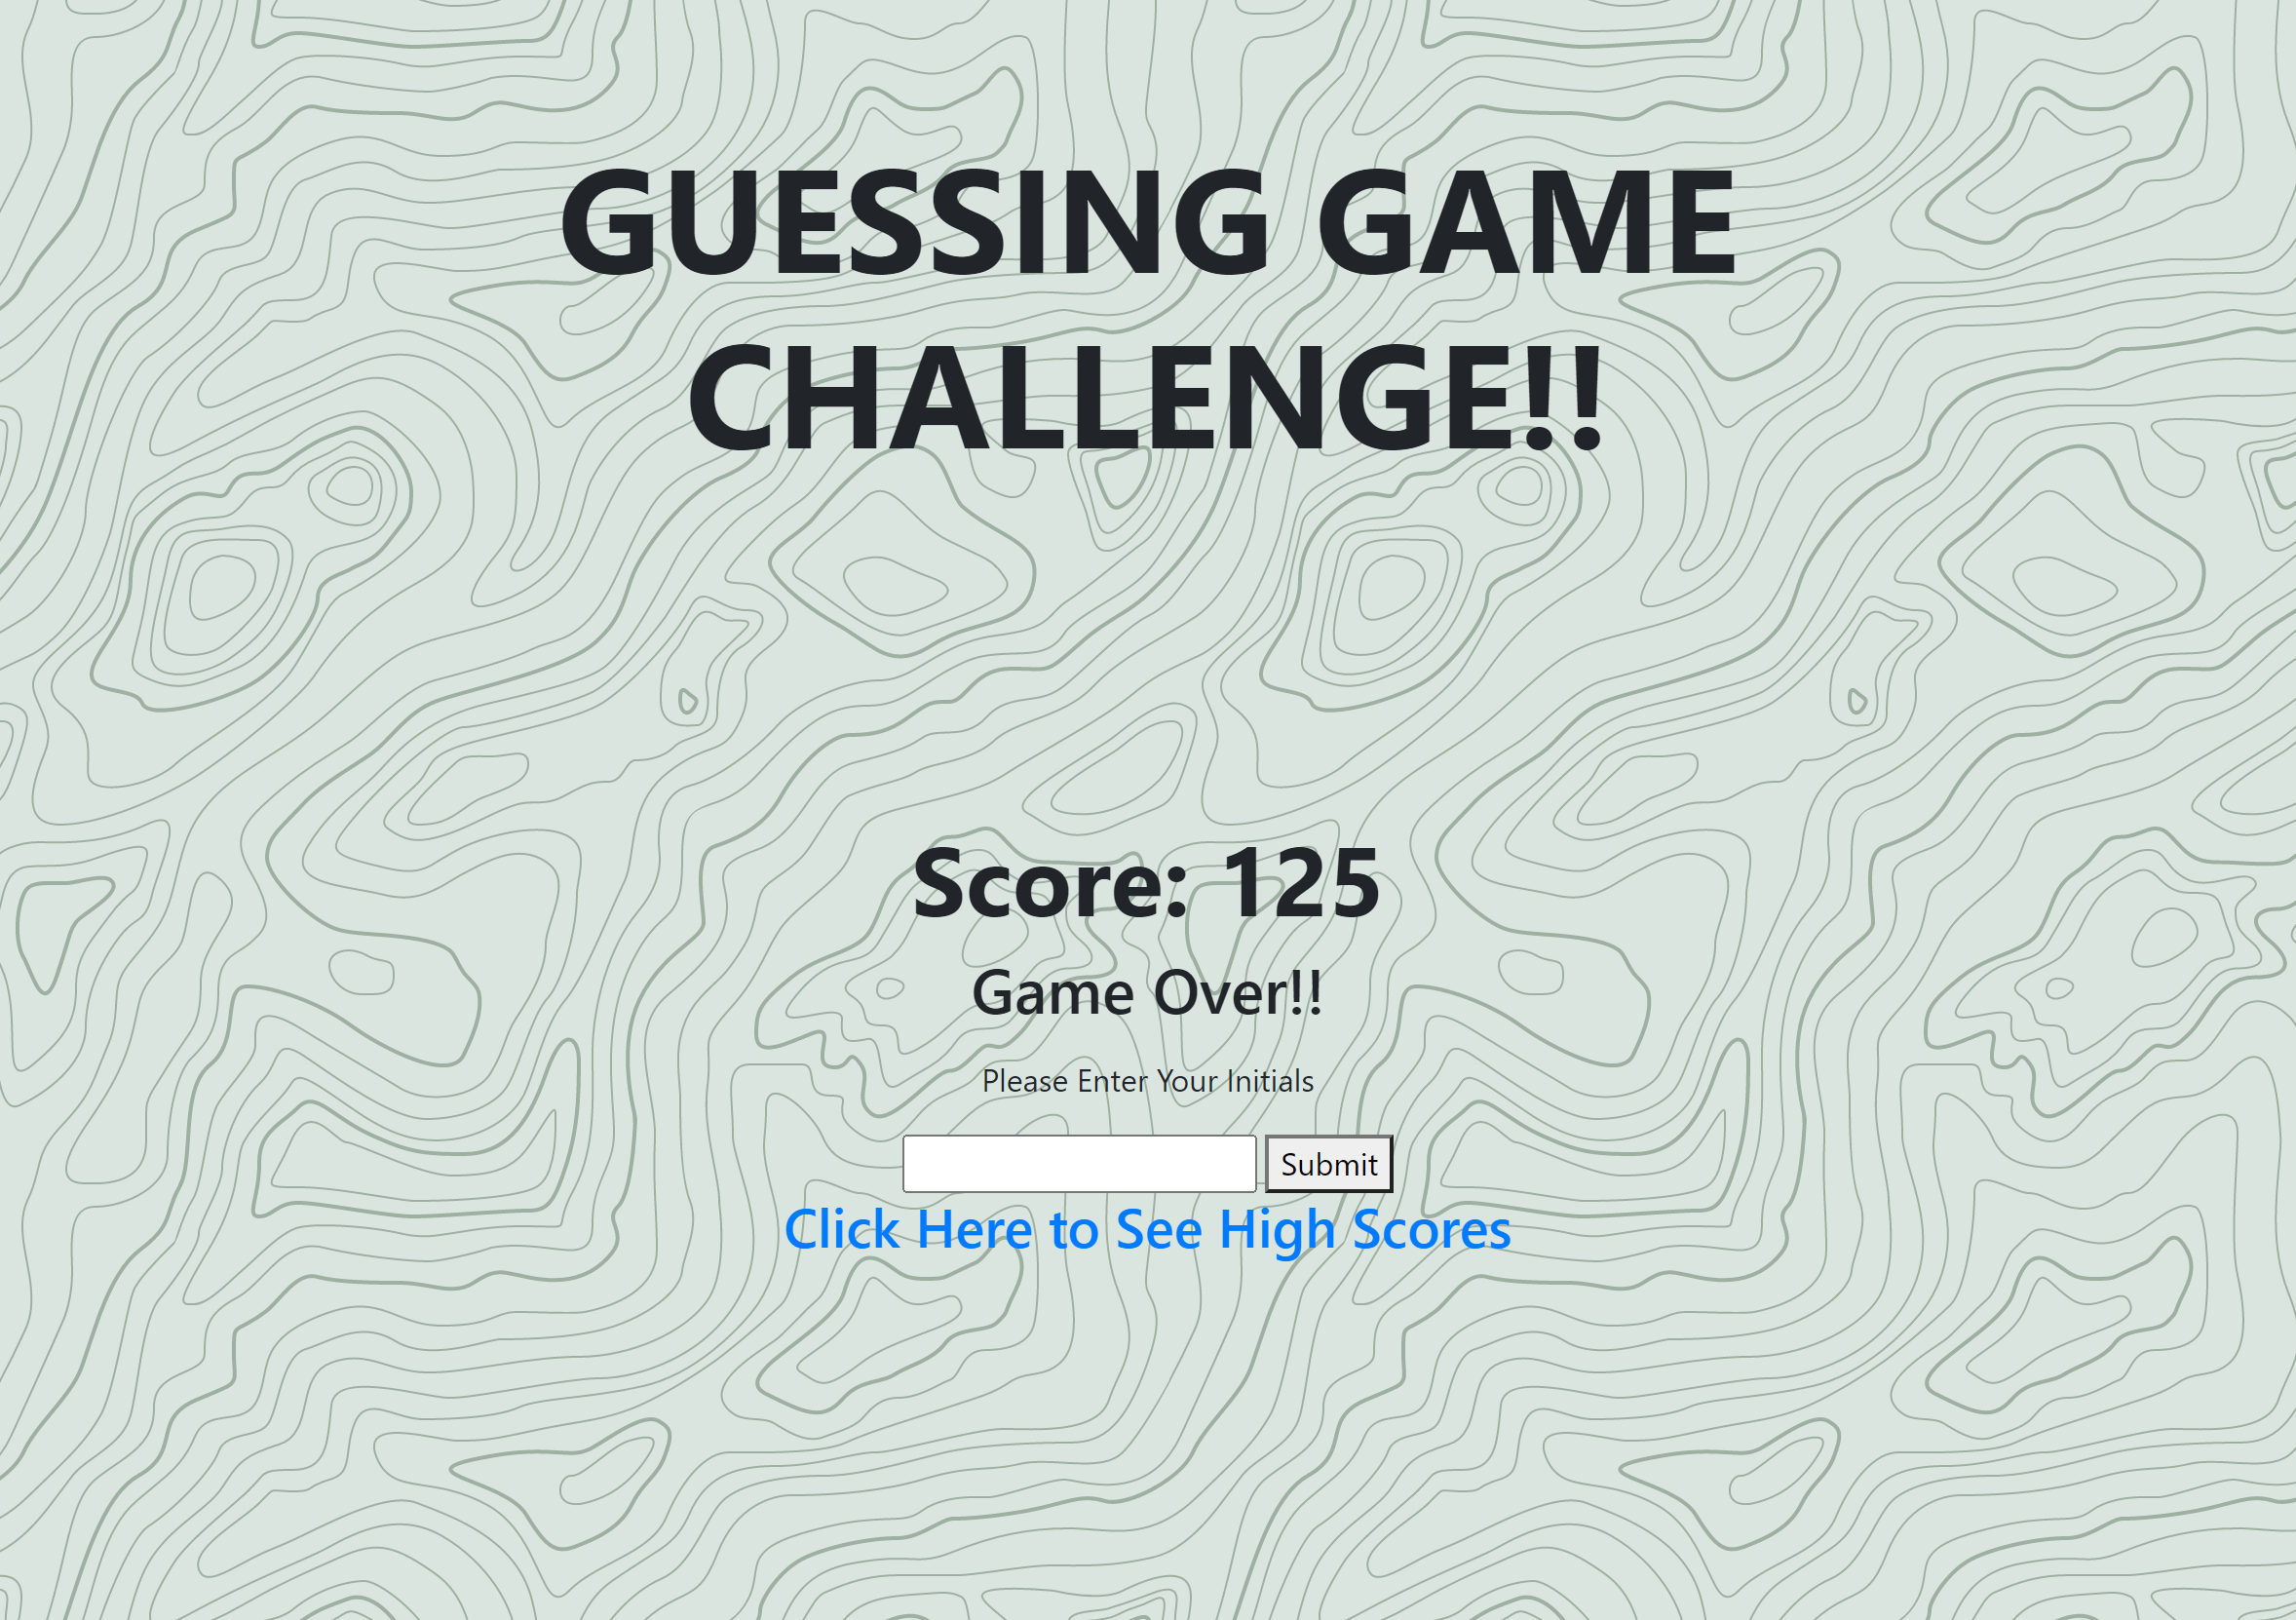 GUESSING GAME
CHALLENGE!!
Score: 125
Game Over!!
Please Enter Your Initials
Submit
Click Here to See High Scores